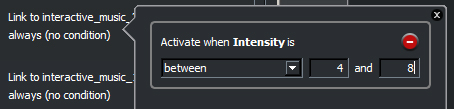 Link to interactive_music_
always (no condition)
Activate when Intensity is
between 4 and 8
Link to interactive_music_
always (no condition)